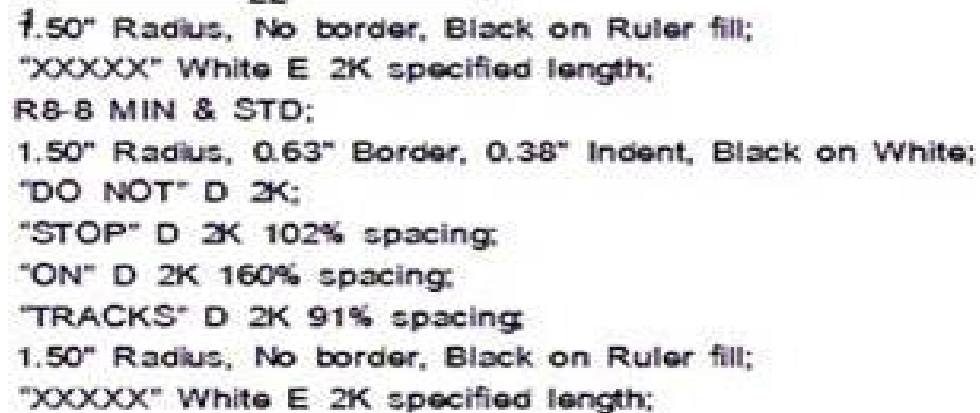 1.50" Radius, No border, Black on Ruler fill;
"XXXXX" White E 2K specified length;
R8-8 MIN & STD;
1.50" Radius, 0.63" Border, 0.38" Indent, Black on White;
"DO NOT" D 2K;
"STOP" D 2K 102% spacing;
"ON" D 2K 160% spacing;
"TRACKS" D 2K 91% spacing;
1.50" Radius, No border, Black on Ruler fill;
"XXXXX" White E 2K specified length;